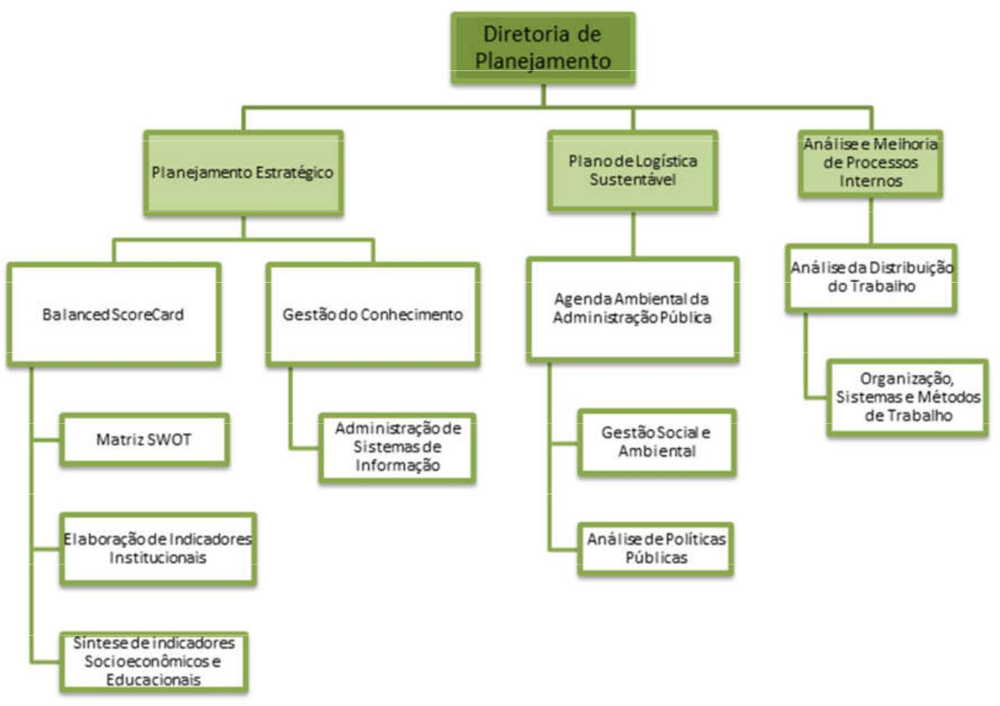 Diretoria de
Planejamento
Planejamento Estratégico
Plano de Logística
Sustentável
Análise e Melhoria
de Processos
Internos
Balanced ScoreCard
Gestão do Conhecimento
Agenda Ambiental da
Administração Pública
Análise da Distribuição
do Trabalho
Matriz SWOT
Administração de
Sistemas de
Informação
Gestão Social e
Ambiental
Organização,
Sistemas e Métodos
de Trabalho
Elaboração de Indicadores
Institucionais
Análise de Políticas
Públicas
Síntese de indicadores
Socioeconômicos e
Educacionais